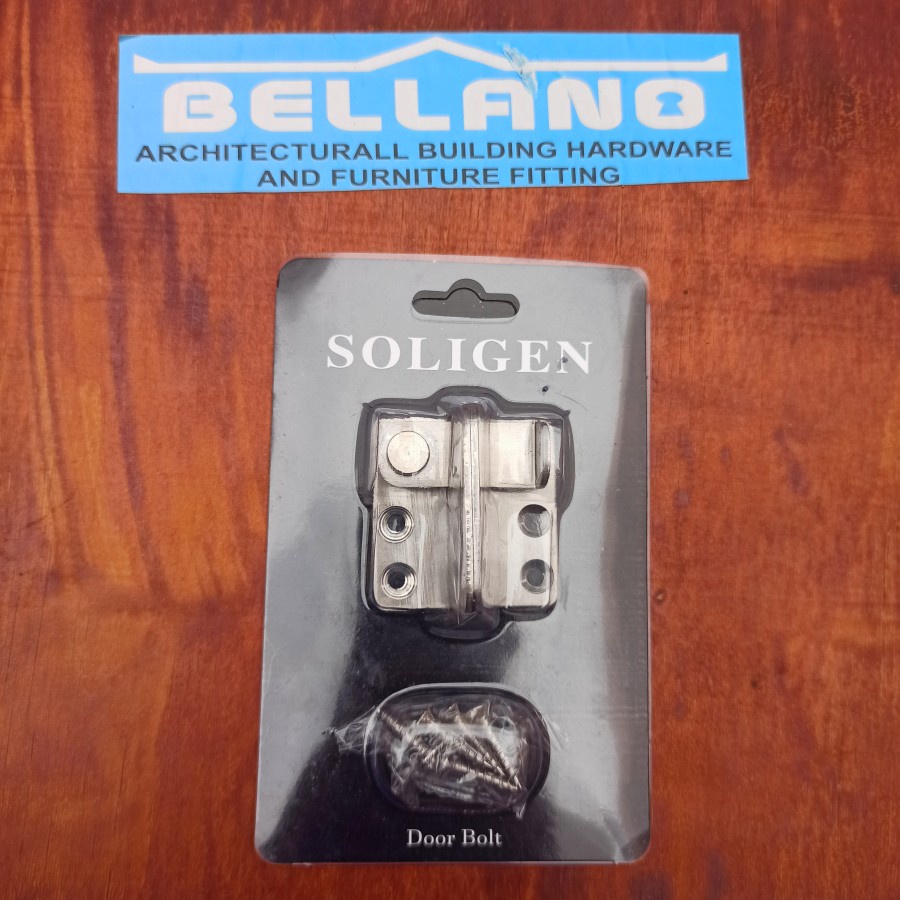 BELLANO
ARCHITECTURALL BUILDING HARDWARE
AND FURNITURE FITTING
SOLIGEN
Door Bolt